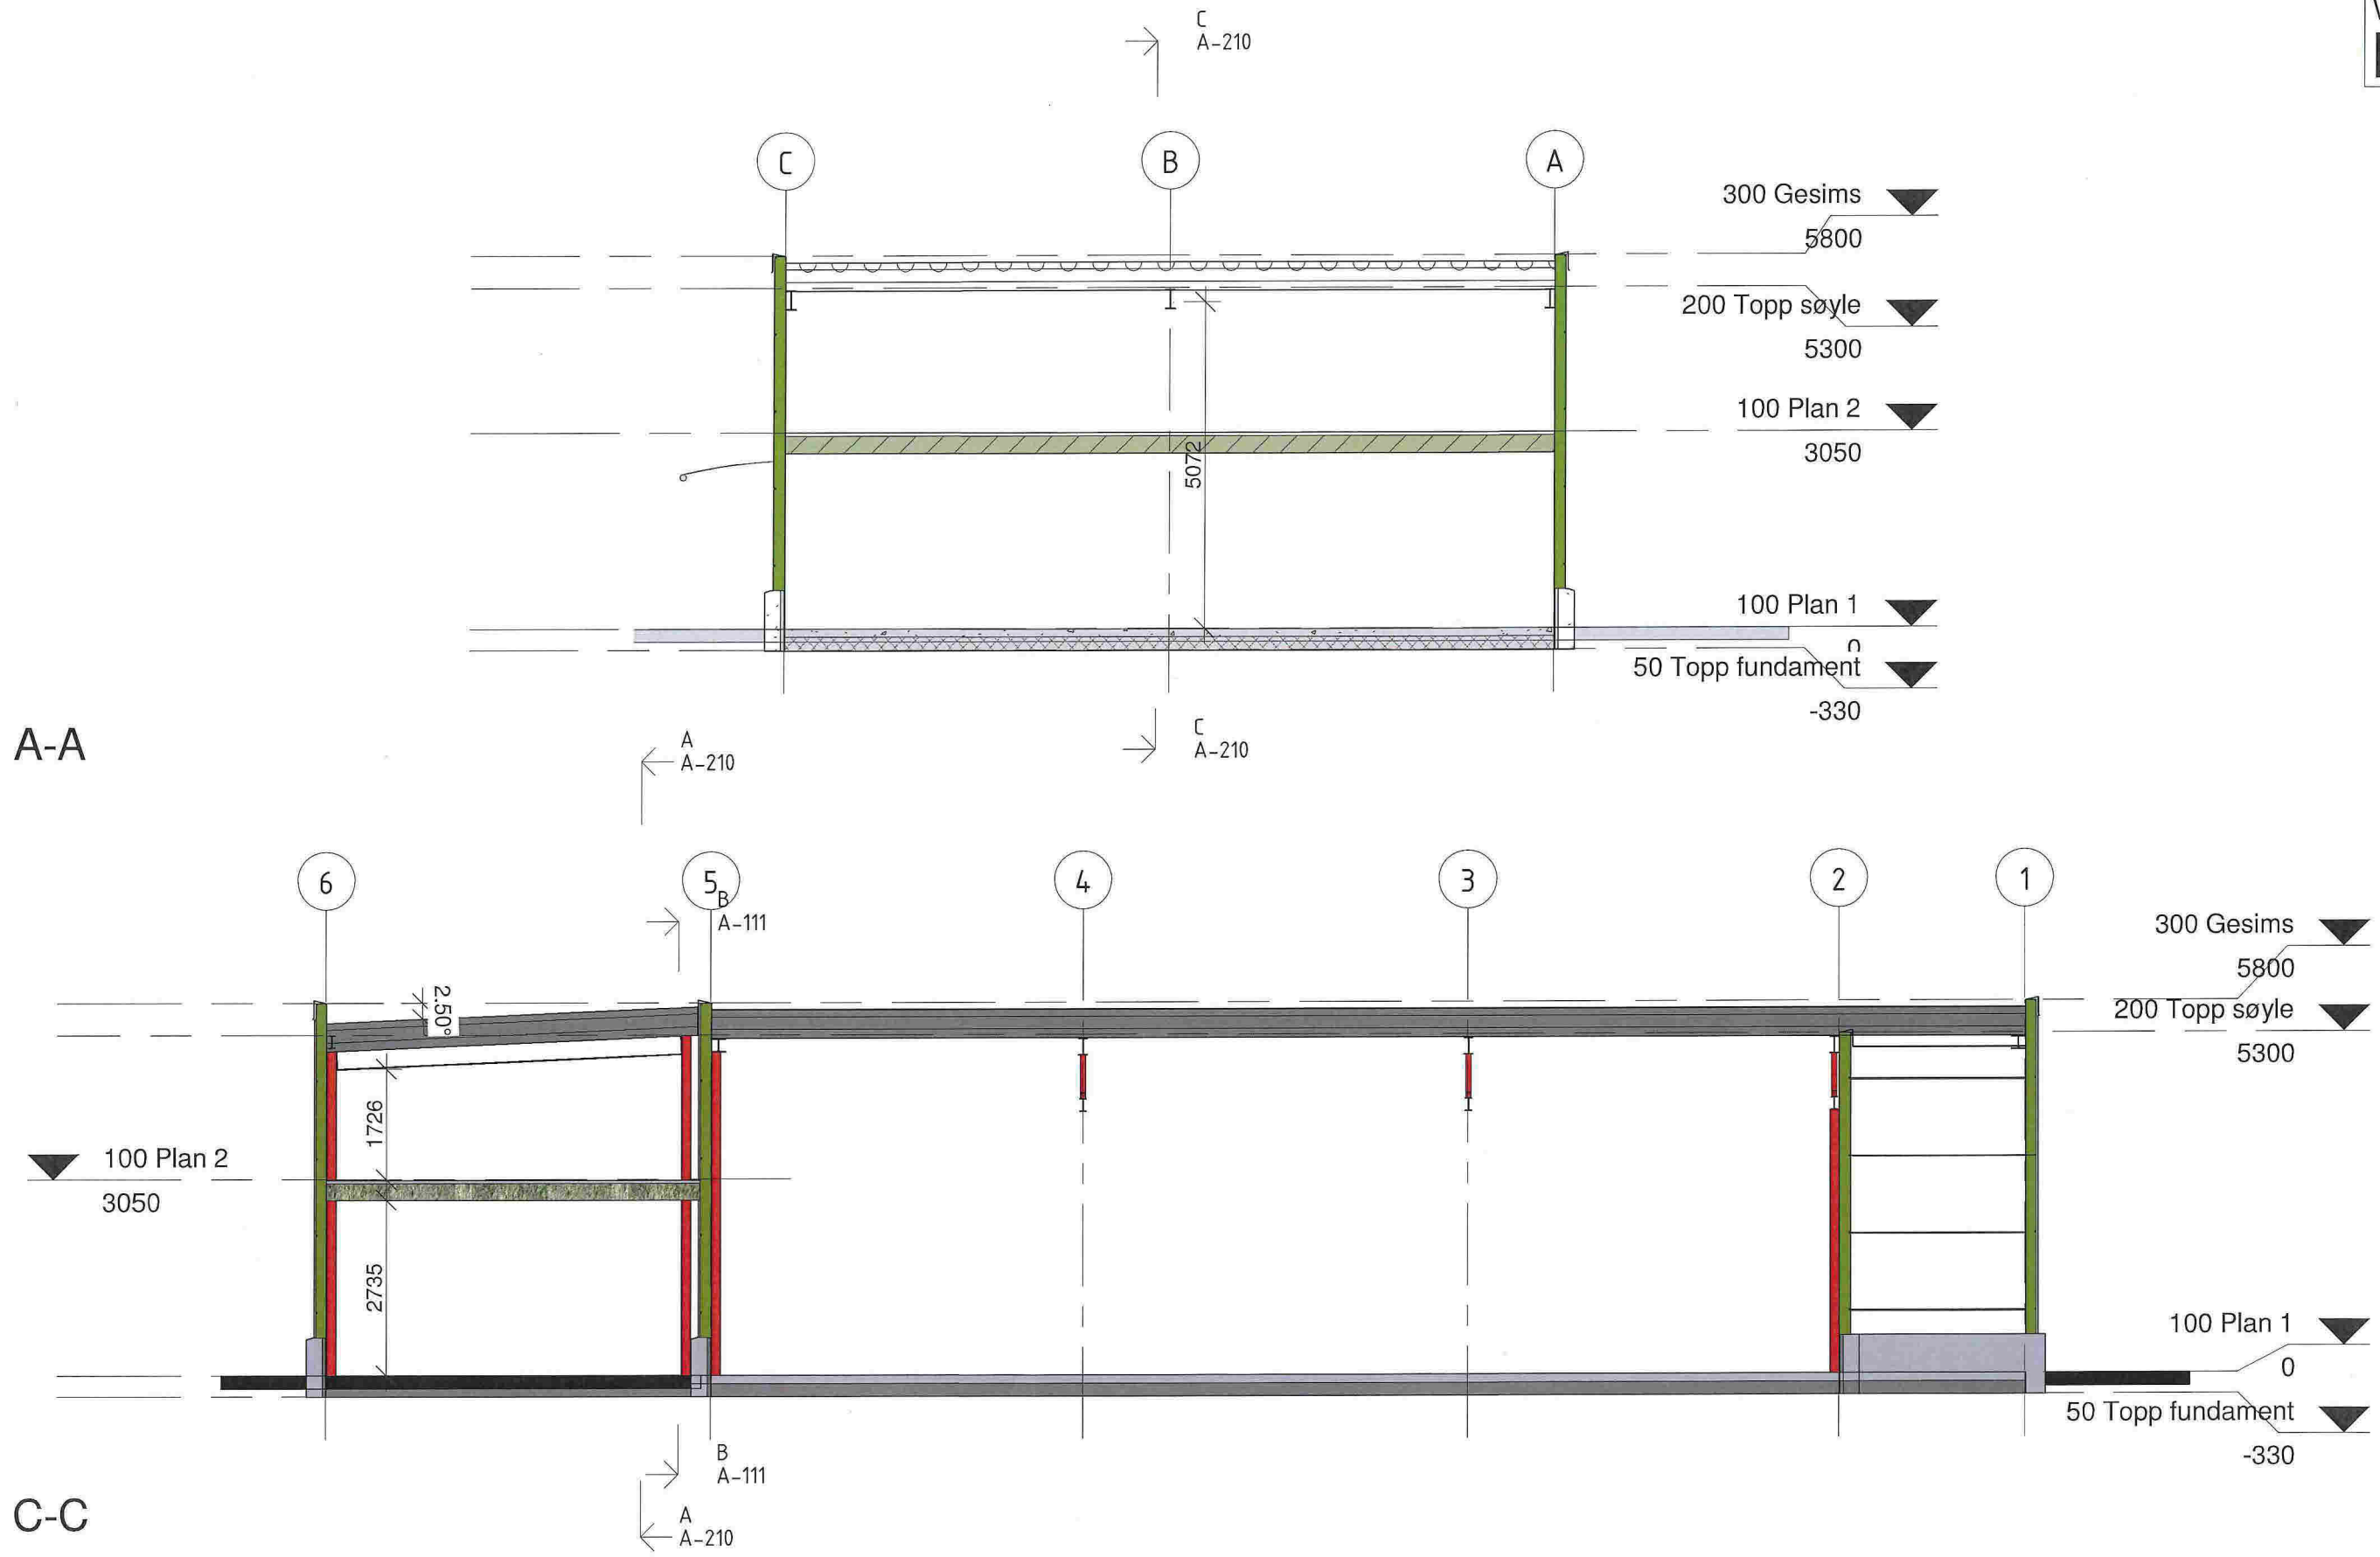 C
A-210
C
B
A
300 Gesims
5800
200 Topp søyle
5300
100 Plan 2
3050
5072
100 Plan 1
0
50 Topp fundament
-330
A-A
A
A-210
C
A-210
6
5
4
3
2
1
B
A-111
300 Gesims
5800
2.50°
200 Topp søyle
5300
1726
100 Plan 2
3050
2735
100 Plan 1
0
50 Topp fundament
-330
B
A-111
C-C
A
A-210